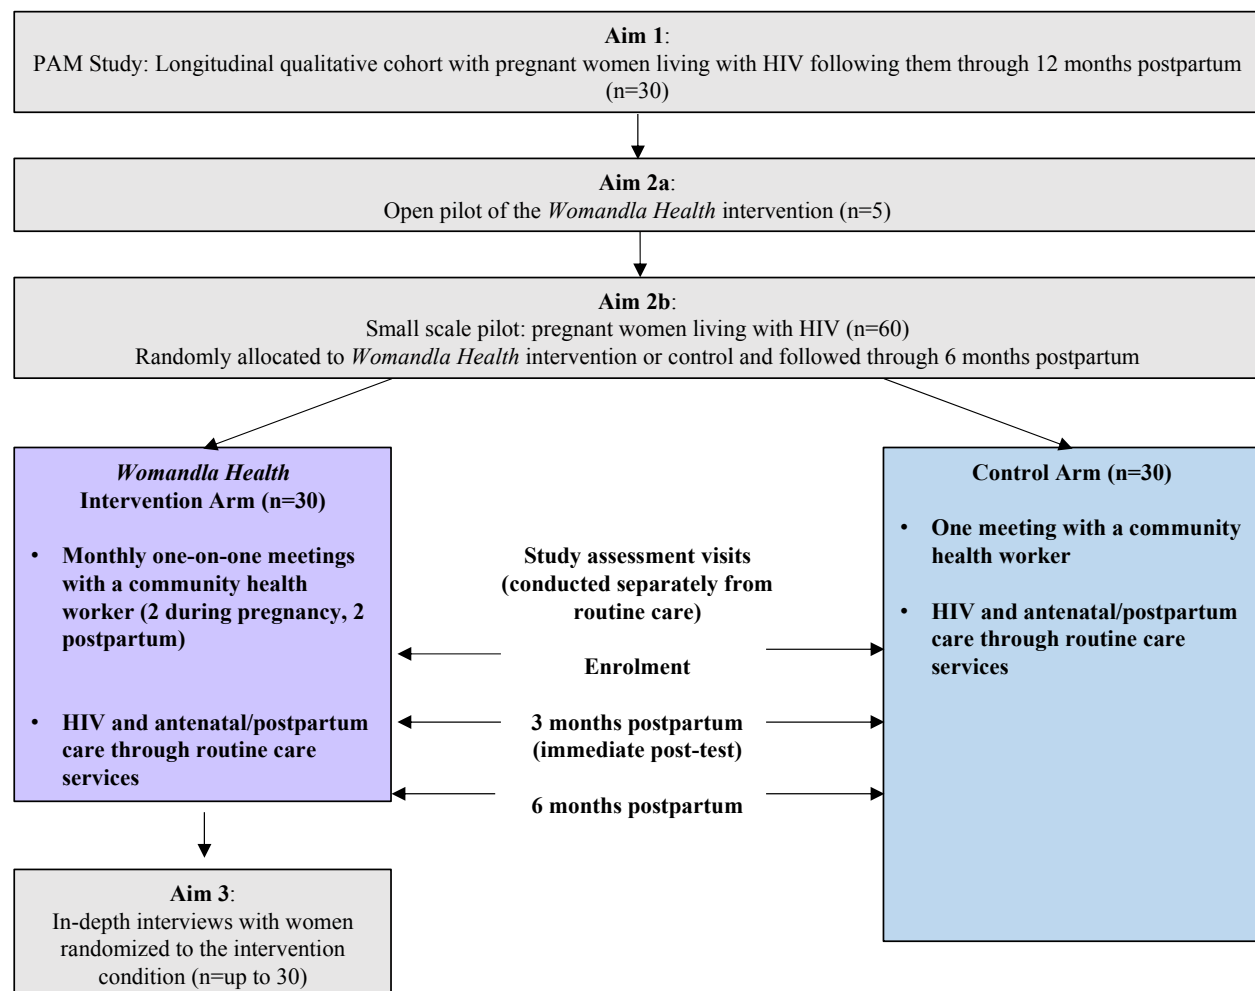 Aim 1:
PAM Study: Longitudinal qualitative cohort with pregnant women living with HIV following them through 12 months postpartum
(n=30)
Aim 2a:
Open pilot of the Womandla Health intervention (n=5)
Aim 2b:
Small scale pilot: pregnant women living with HIV (n=60)
Randomly allocated to Womandla Health intervention or control and followed through 6 months postpartum
Womandla Health
Intervention Arm (n=30)
• Monthly one-on-one meetings
with a community health
worker (2 during pregnancy, 2
postpartum)
• HIV and antenatal/postpartum
care through routine care
services
Study assessment visits
(conducted separately from
routine care)
Enrolment
3 months postpartum
(immediate post-test)
6 months postpartum
Control Arm (n=30)
• One meeting with a community
health worker
• HIV and antenatal/postpartum
care through routine care
services
Aim 3:
In-depth interviews with women
randomized to the intervention
condition (n=up to 30)